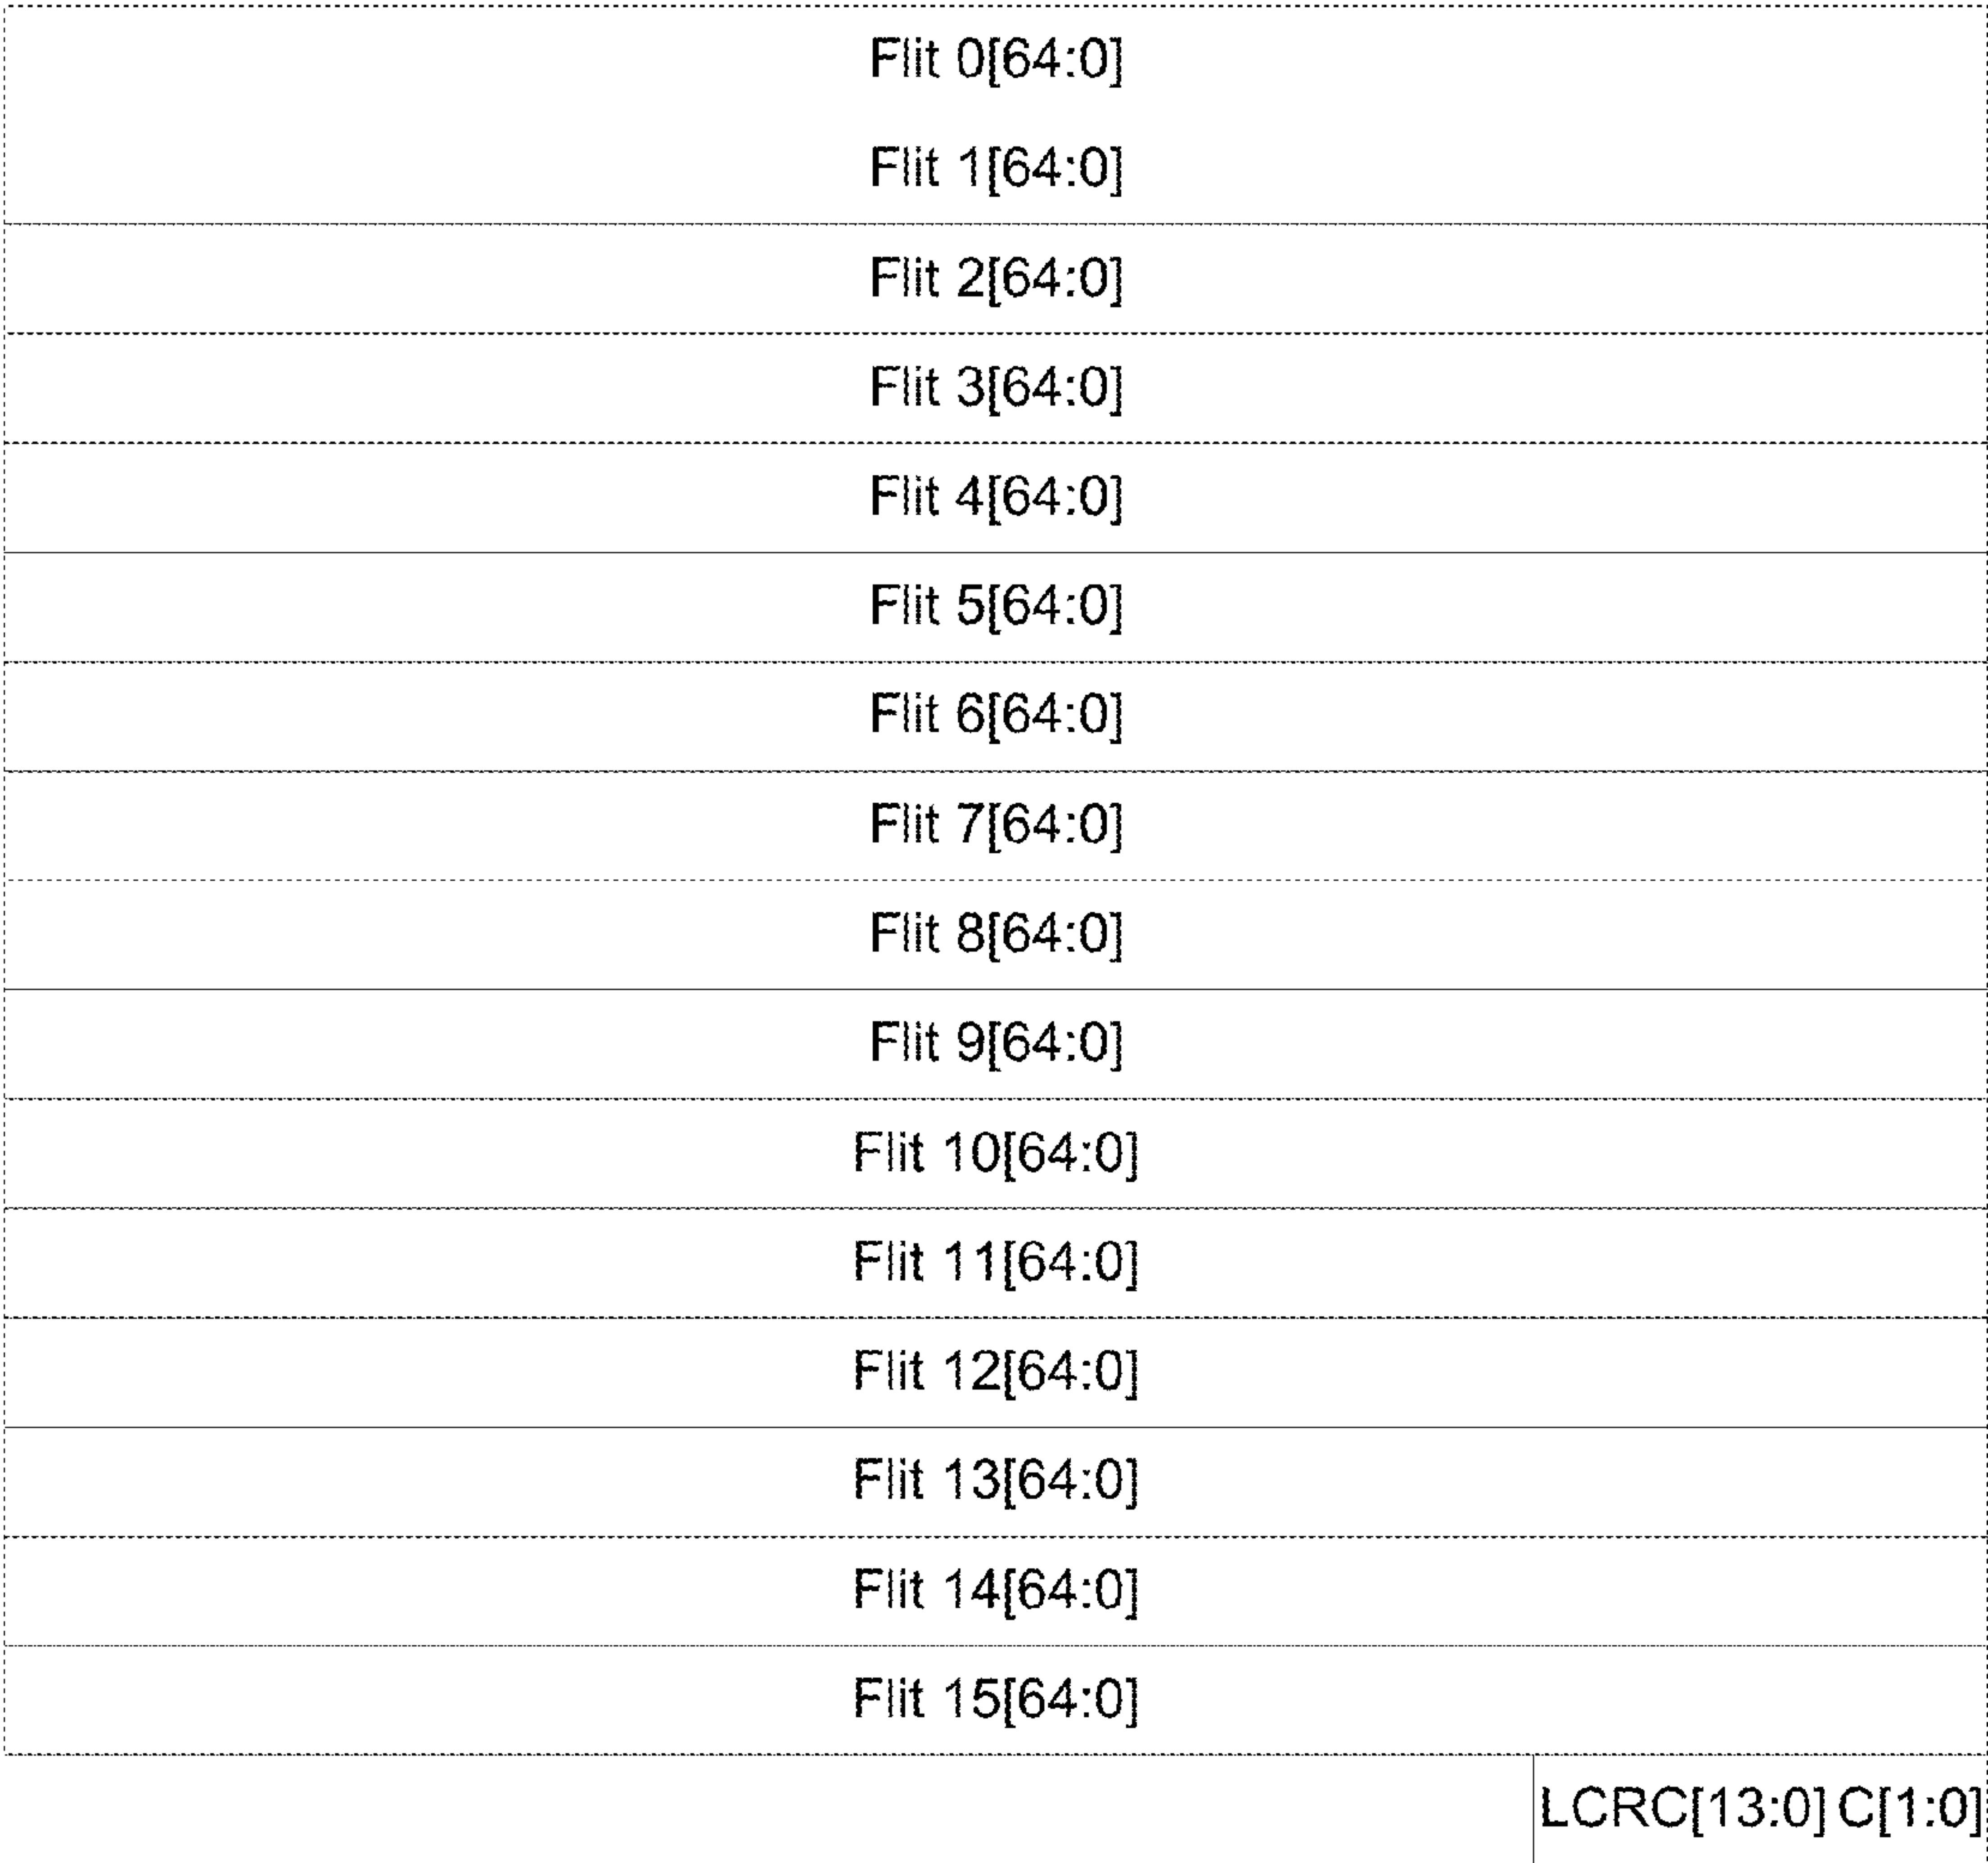 Flit 0[64:0]
Flit 1[64:0]
Flit 2[64:0]
Flit 3[64:0]
Flit 4[64:0]
Flit 5[64:0]
Flit 6[64:0]
Flit 7[64:0]
Flit 8[64:0]
Flit 9[64:0]
Flit 10[64:0]
Flit 11[64:0]
Flit 12[64:0]
Flit 13[64:0]
Flit 14[64:0]
Flit 15[64:0]
LCRC[13:0] C[1:0]